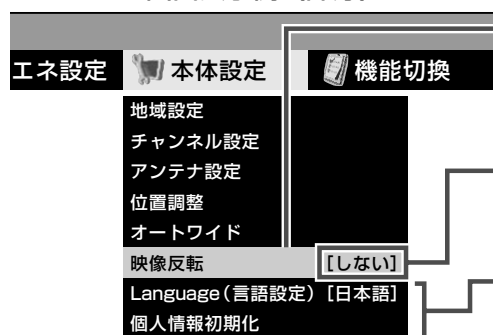 エネ設定 本体設定 機能切換
地域設定
チャンネル設定
アンテナ設定
位置調整
オートワイド
映像反転 [しない]
Language(言語設定) [日本語]
個人情報初期化